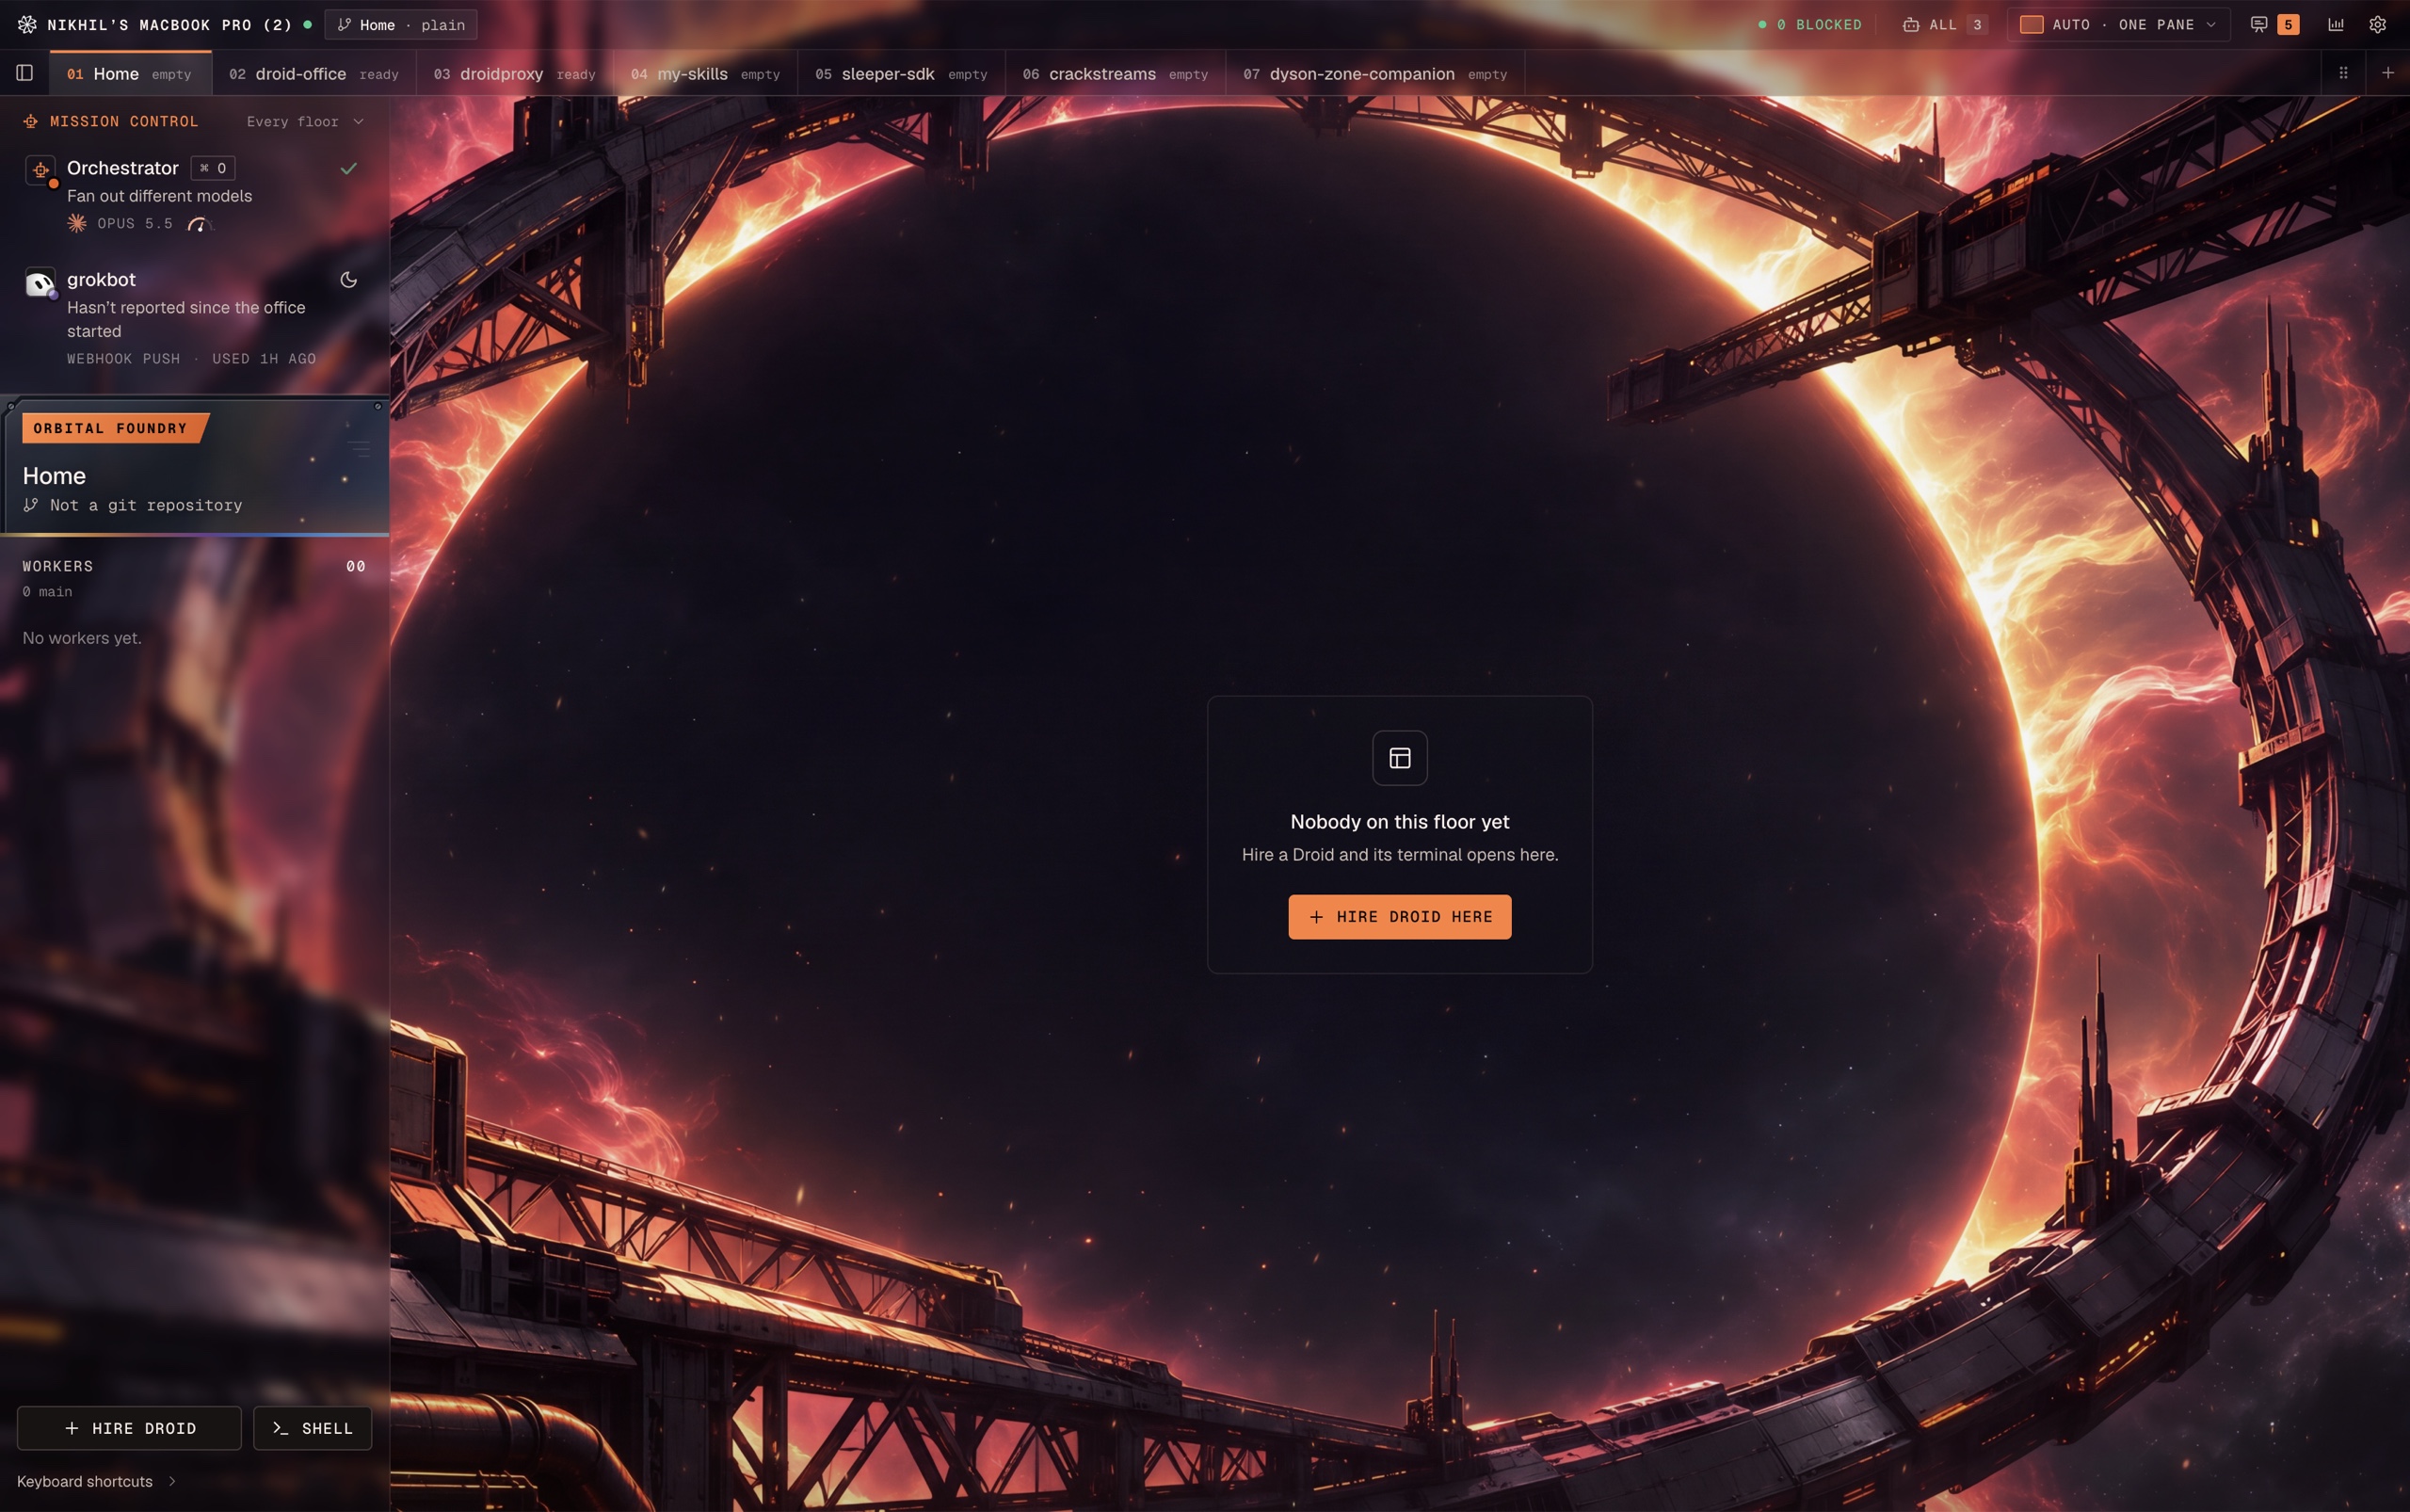 NIKHIL'S MACBOOK PRO (2)
Home · plain
0 BLOCKED
ALL 3
AUTO · ONE PANE
5
01 Home empty
02 droid-office ready
03 droidproxy ready
04 my-skills empty
05 sleeper-sdk empty
06 crackstreams empty
07 dyson-zone-companion empty
MISSION CONTROL
Every floor
Orchestrator ⌘ 0
Fan out different models
OPUS 5.5
grokbot
Hasn't reported since the office
started
WEBHOOK PUSH · USED 1H AGO
ORBITAL FOUNDRY
Home
Not a git repository
WORKERS 00
0 main
No workers yet.
Nobody on this floor yet
Hire a Droid and its terminal opens here.
+ HIRE DROID HERE
+ HIRE DROID
SHELL
Keyboard shortcuts